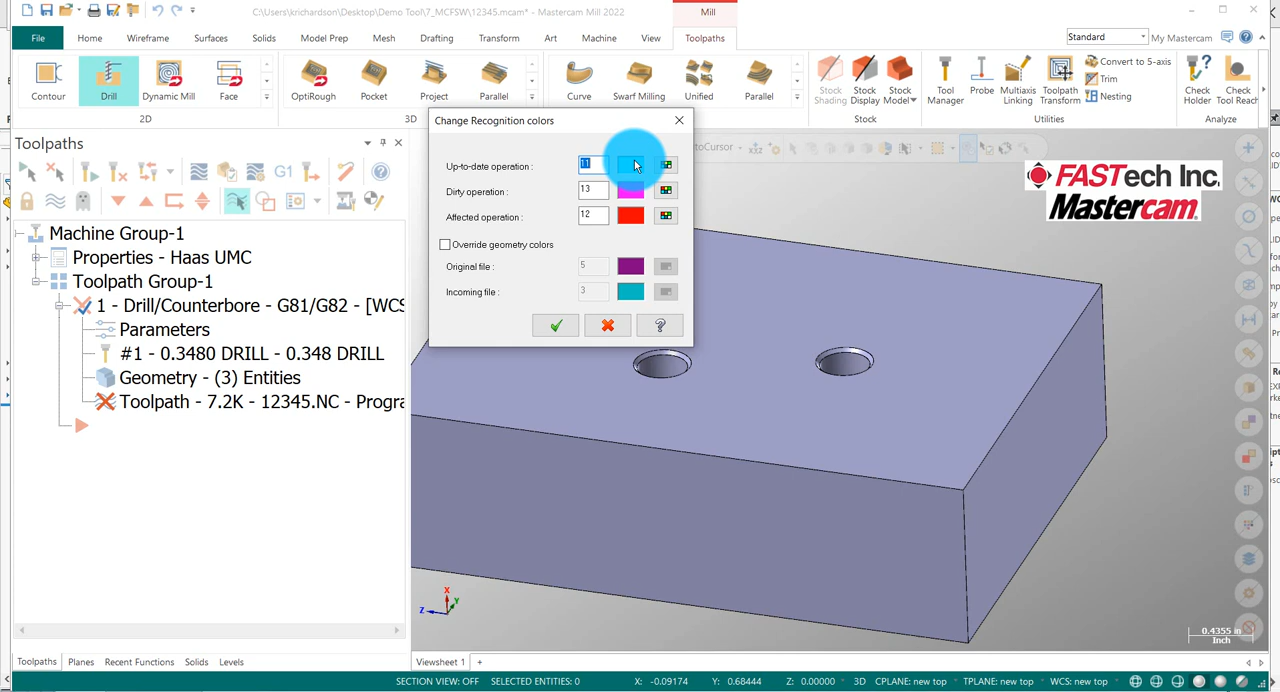 C:\Users\krichardson\Desktop\Demo Tool\7_MCFSW\12345.mcam* - Mastercam Mill 2022
Mill
File Home Wireframe Surfaces Solids Model Prep Mesh Drafting Transform Art Machine View Toolpaths
Standard
My Mastercam
Contour Drill Dynamic Mill Face
2D
OptiRough Pocket Project Parallel
3D
Curve Swarf Milling Unified Parallel
Stock Shading
Stock Display
Stock Model
Stock
Tool Manager
Probe
Multiaxis Linking
Toolpath Transform
Convert to 5-axis
Trim
Nesting
Utilities
Check Holder
Check Tool Reach
Analyze
Toolpaths
G1
Machine Group-1
Properties - Haas UMC
Toolpath Group-1
1 - Drill/Counterbore - G81/G82 - [WCS
Parameters
#1 - 0.3480 DRILL - 0.348 DRILL
Geometry - (3) Entities
Toolpath - 7.2K - 12345.NC - Progra
Change Recognition colors
Up-to-date operation : 11
Dirty operation : 13
Affected operation : 12
Override geometry colors
Original file : 5
Incoming file : 3
FASTech Inc.
Mastercam
X
Y
Z
0.4355 in
Inch
Toolpaths Planes Recent Functions Solids Levels
Viewsheet 1 +
SECTION VIEW: OFF SELECTED ENTITIES: 0 X: -0.09174 Y: 0.68444 Z: 0.00000 3D CPLANE: new top TPLANE: new top WCS: new top